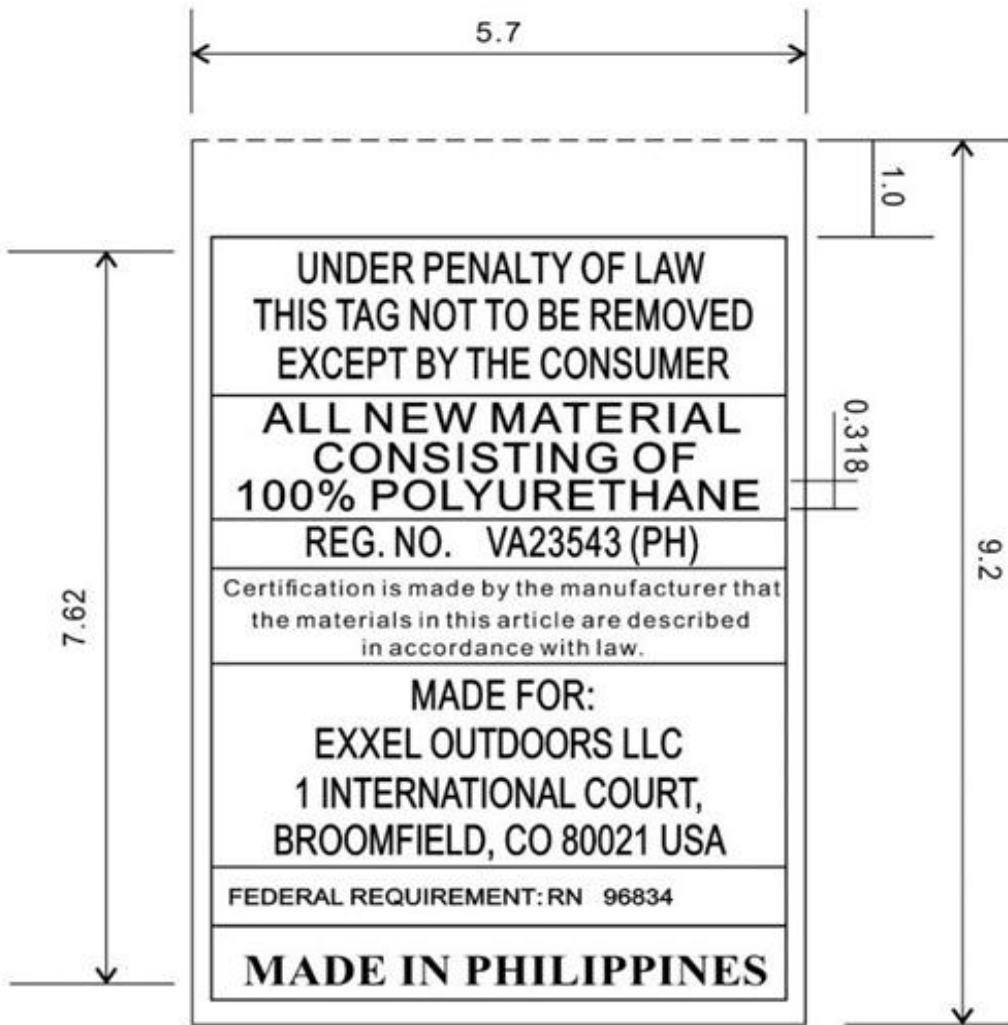 5.7
1.0
UNDER PENALTY OF LAW
THIS TAG NOT TO BE REMOVED
EXCEPT BY THE CONSUMER
ALL NEW MATERIAL
CONSISTING OF
100% POLYURETHANE
0.318
REG. NO. VA23543 (PH)
9.2
Certification is made by the manufacturer that
the materials in this article are described
in accordance with law.
7.62
MADE FOR:
EXXEL OUTDOORS LLC
1 INTERNATIONAL COURT,
BROOMFIELD, CO 80021 USA
FEDERAL REQUIREMENT: RN 96834
MADE IN PHILIPPINES